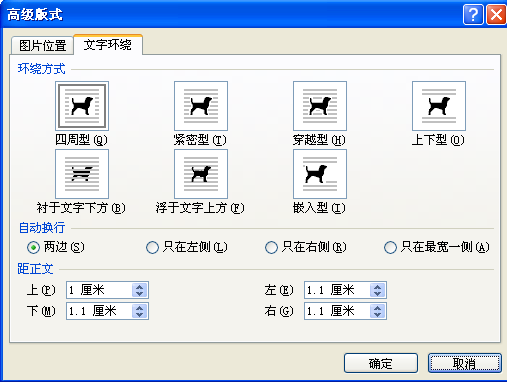 高级版式
图片位置 文字环绕
环绕方式
四周型(Q) 紧密型(T) 穿越型(H) 上下型(O)
衬于文字下方(B) 浮于文字上方(F) 嵌入型(I)
自动换行
两边(S) 只在左侧(L) 只在右侧(R) 只在最宽一侧(A)
距正文
上(P) 1 厘米 左(E) 1.1 厘米
下(M) 1.1 厘米 右(G) 1.1 厘米
确定 取消